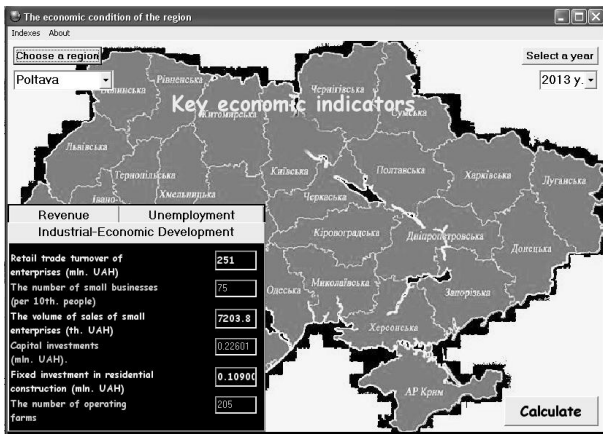 The economic condition of the region
Indexes About
Choose a region
Select a year
Poltava
2013 y.
Key economic indicators
Рівненська
Чернігівська
Житомирська
Сумська
Львівська
Київська
Полтавська
Харківська
Луганська
Тернопільська
Хмельницька
Івано
Черкаська
Revenue Unemployment
Industrial-Economic Development
Кіровоградська
Дніпропетровська
Донецька
Retail trade turnover of
enterprises (mln. UAH)
251
The number of small businesses
(per 10th. people)
75
Одеська
Миколаївська
Запорізька
The volume of sales of small
enterprises (th. UAH)
7203.8
Херсонська
Capital investments
(mln. UAH).
0.22601
Fixed investment in residential
construction (mln. UAH)
0.1090
АР Крим
The number of operating
farms
205
Calculate